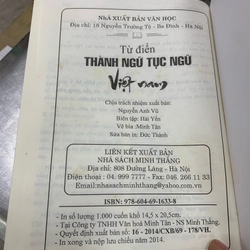 NHÀ XUẤT BẢN VĂN HỌC
Địa chỉ: 18 Nguyễn Trường Tộ - Ba Đình - Hà Nội
Từ điển
THÀNH NGỮ TỤC NGỮ
Việt nam
Chịu trách nhiệm xuất bản:
Nguyễn Anh Vũ
Biên tập: Hải Yến
Vẽ bìa: Minh Tân
Sửa bản in: Đức Thành
LIÊN KẾT XUẤT BẢN
NHÀ SÁCH MINH THẮNG
Địa chỉ: 808 Đường Láng - Hà Nội
Điện thoại: 04. 999 7777 - Fax: 046. 266 11 33
Email:nhasachminhthang@yahoo.com.vn
ISBN: 978-604-69-1633-8
- In số lượng 1.000 cuốn khổ 14,5 x 20,5cm.
- Tại Công ty TNHH Văn hoá Minh Tân - NS Minh Thắng.
- Quyết định xuất bản số: 16 - 2014/CXB/69 - 178/VH.
- In xong và nộp lưu chiểu năm 2014.